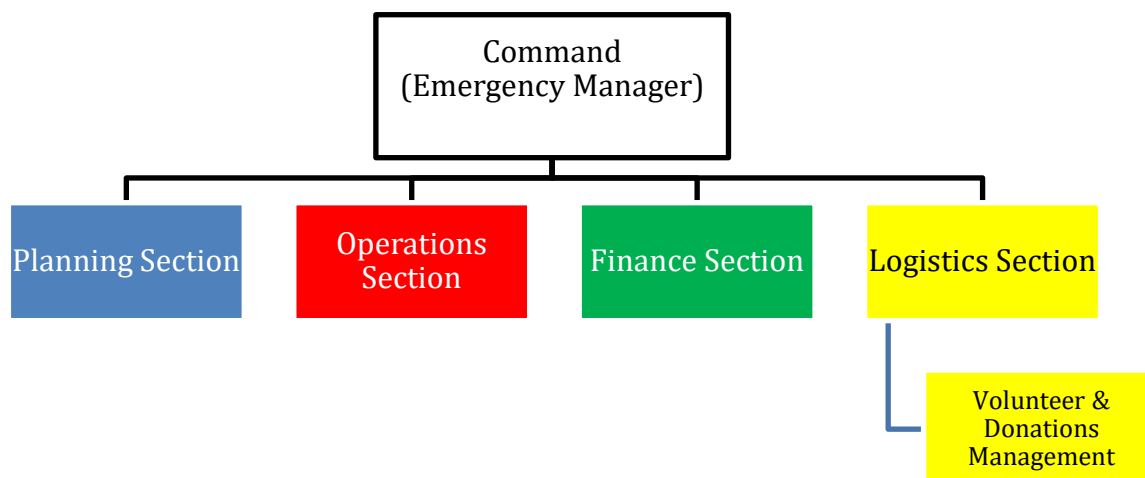 Command
(Emergency Manager)
Planning Section
Operations
Section
Finance Section
Logistics Section
Volunteer &
Donations
Management